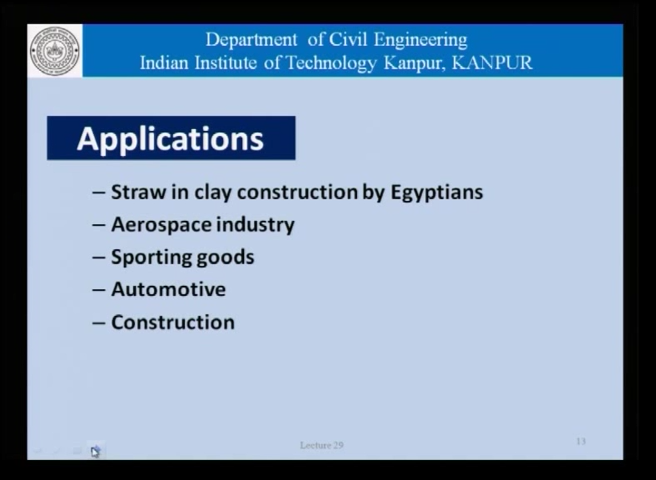 Department of Civil Engineering
Indian Institute of Technology Kanpur, KANPUR
Applications
– Straw in clay construction by Egyptians
– Aerospace industry
– Sporting goods
– Automotive
– Construction
Lecture 29
13